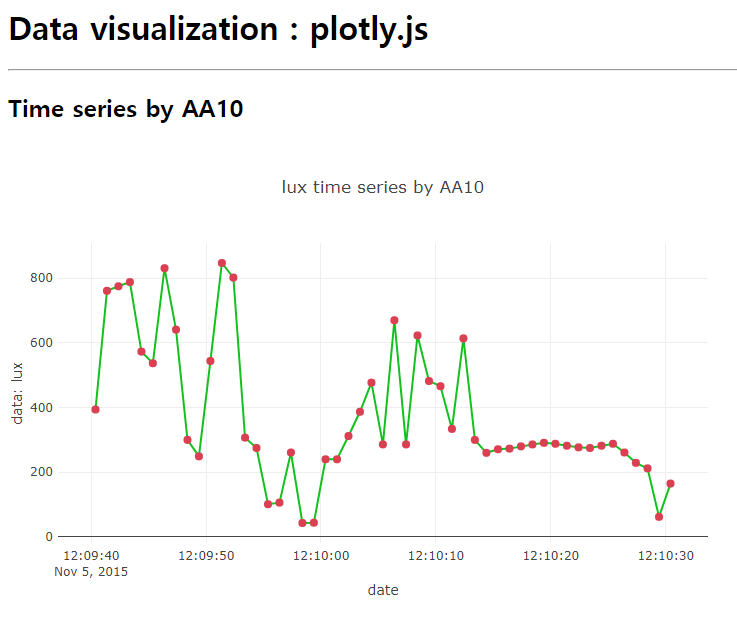 Data visualization : plotly.js
Time series by AA10
lux time series by AA10
800
600
400
200
0
data: lux
12:09:40 12:09:50 12:10:00 12:10:10 12:10:20 12:10:30
Nov 5, 2015
date